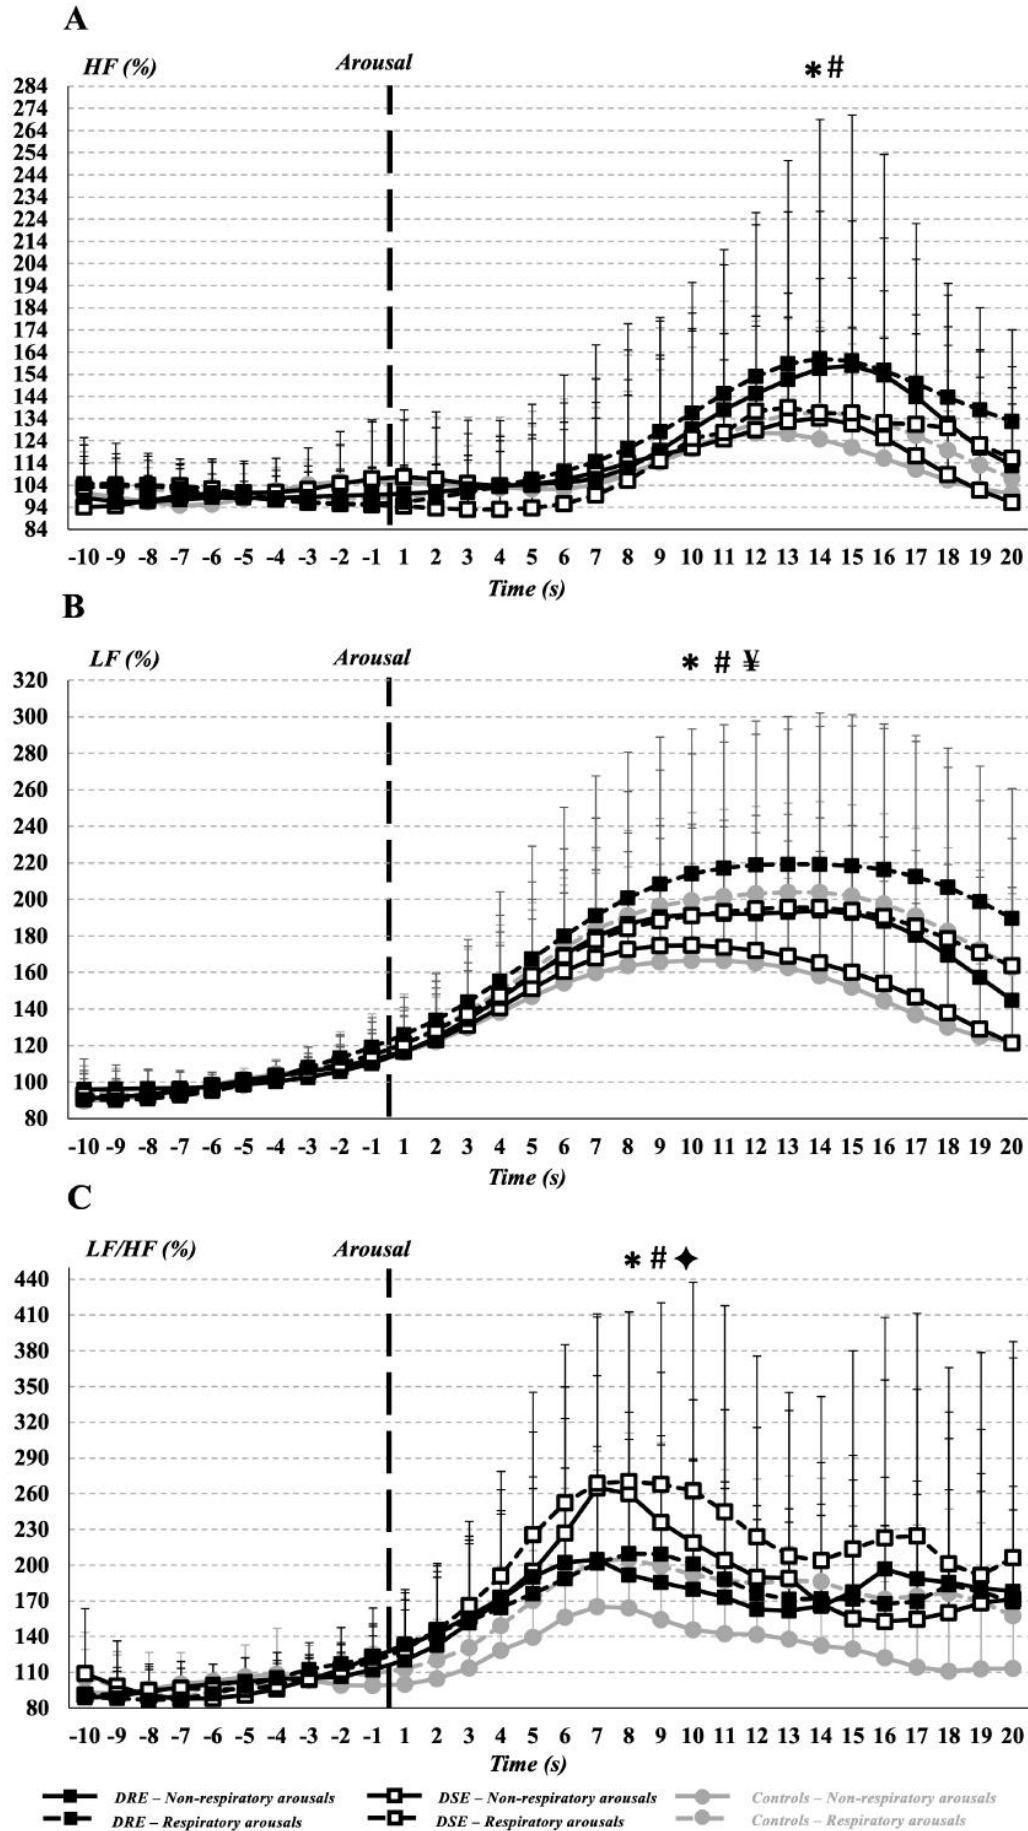 A
HF (%)
Arousal
*#
284
274
264
254
244
234
224
214
204
194
184
174
164
154
144
134
124
114
104
94
84
-10 -9 -8 -7 -6 -5 -4 -3 -2 -1 1 2 3 4 5 6 7 8 9 10 11 12 13 14 15 16 17 18 19 20
Time (s)
B
LF (%)
Arousal
* # ¥
320
300
280
260
240
220
200
180
160
140
120
100
80
-10 -9 -8 -7 -6 -5 -4 -3 -2 -1 1 2 3 4 5 6 7 8 9 10 11 12 13 14 15 16 17 18 19 20
Time (s)
C
LF/HF (%)
Arousal
* # ✦
440
410
380
350
320
290
260
230
200
170
140
110
80
-10 -9 -8 -7 -6 -5 -4 -3 -2 -1 1 2 3 4 5 6 7 8 9 10 11 12 13 14 15 16 17 18 19 20
Time (s)
DRE – Non-respiratory arousals
DSE – Non-respiratory arousals
Controls – Non-respiratory arousals
DRE – Respiratory arousals
DSE – Respiratory arousals
Controls – Respiratory arousals